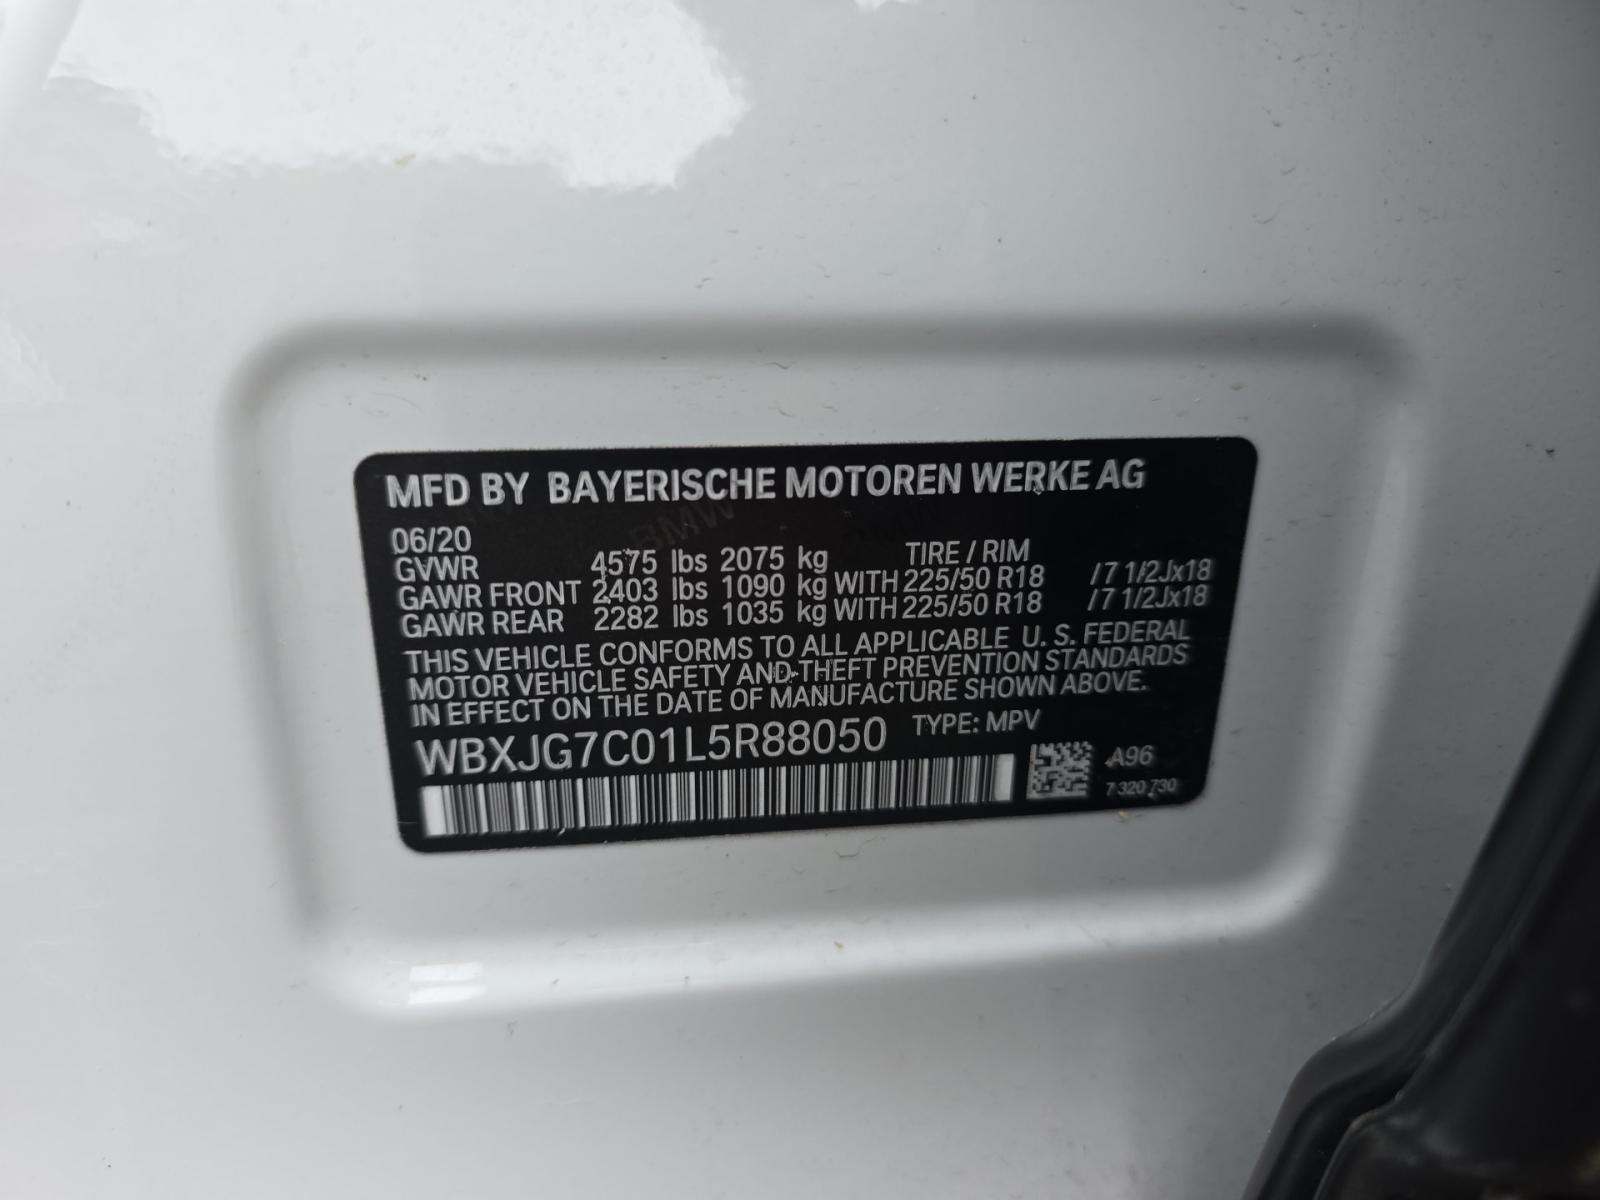 MFD BY BAYERISCHE MOTOREN WERKE AG
06/20 TIRE / RIM
GVWR 4575 lbs 2075 kg
GAWR FRONT 2403 lbs 1090 kg WITH 225/50 R18 /7 1/2Jx18
GAWR REAR 2282 lbs 1035 kg WITH 225/50 R18 /7 1/2Jx18
THIS VEHICLE CONFORMS TO ALL APPLICABLE U. S. FEDERAL
MOTOR VEHICLE SAFETY AND THEFT PREVENTION STANDARDS
IN EFFECT ON THE DATE OF MANUFACTURE SHOWN ABOVE.
WBXJG7C01L5R88050 TYPE: MPV
A96
7 320 730
BMW